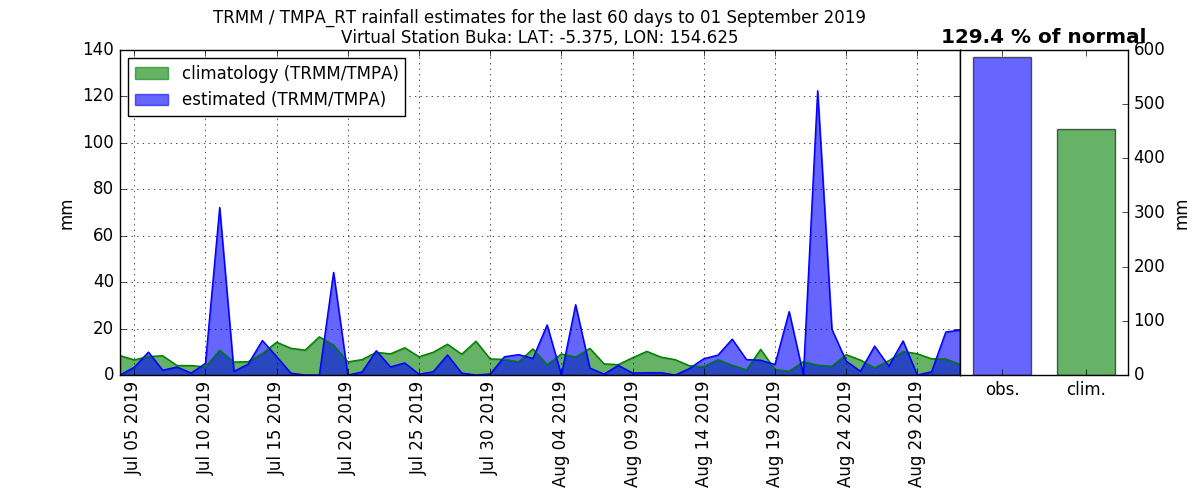 TRMM / TMPA_RT rainfall estimates for the last 60 days to 01 September 2019
Virtual Station Buka: LAT: -5.375, LON: 154.625
129.4 % of normal
climatology (TRMM/TMPA)
estimated (TRMM/TMPA)
140
120
100
80
60
40
20
0
mm
Jul 05 2019
Jul 10 2019
Jul 15 2019
Jul 20 2019
Jul 25 2019
Jul 30 2019
Aug 04 2019
Aug 09 2019
Aug 14 2019
Aug 19 2019
Aug 24 2019
Aug 29 2019
obs.
clim.
600
500
400
300
200
100
0
mm